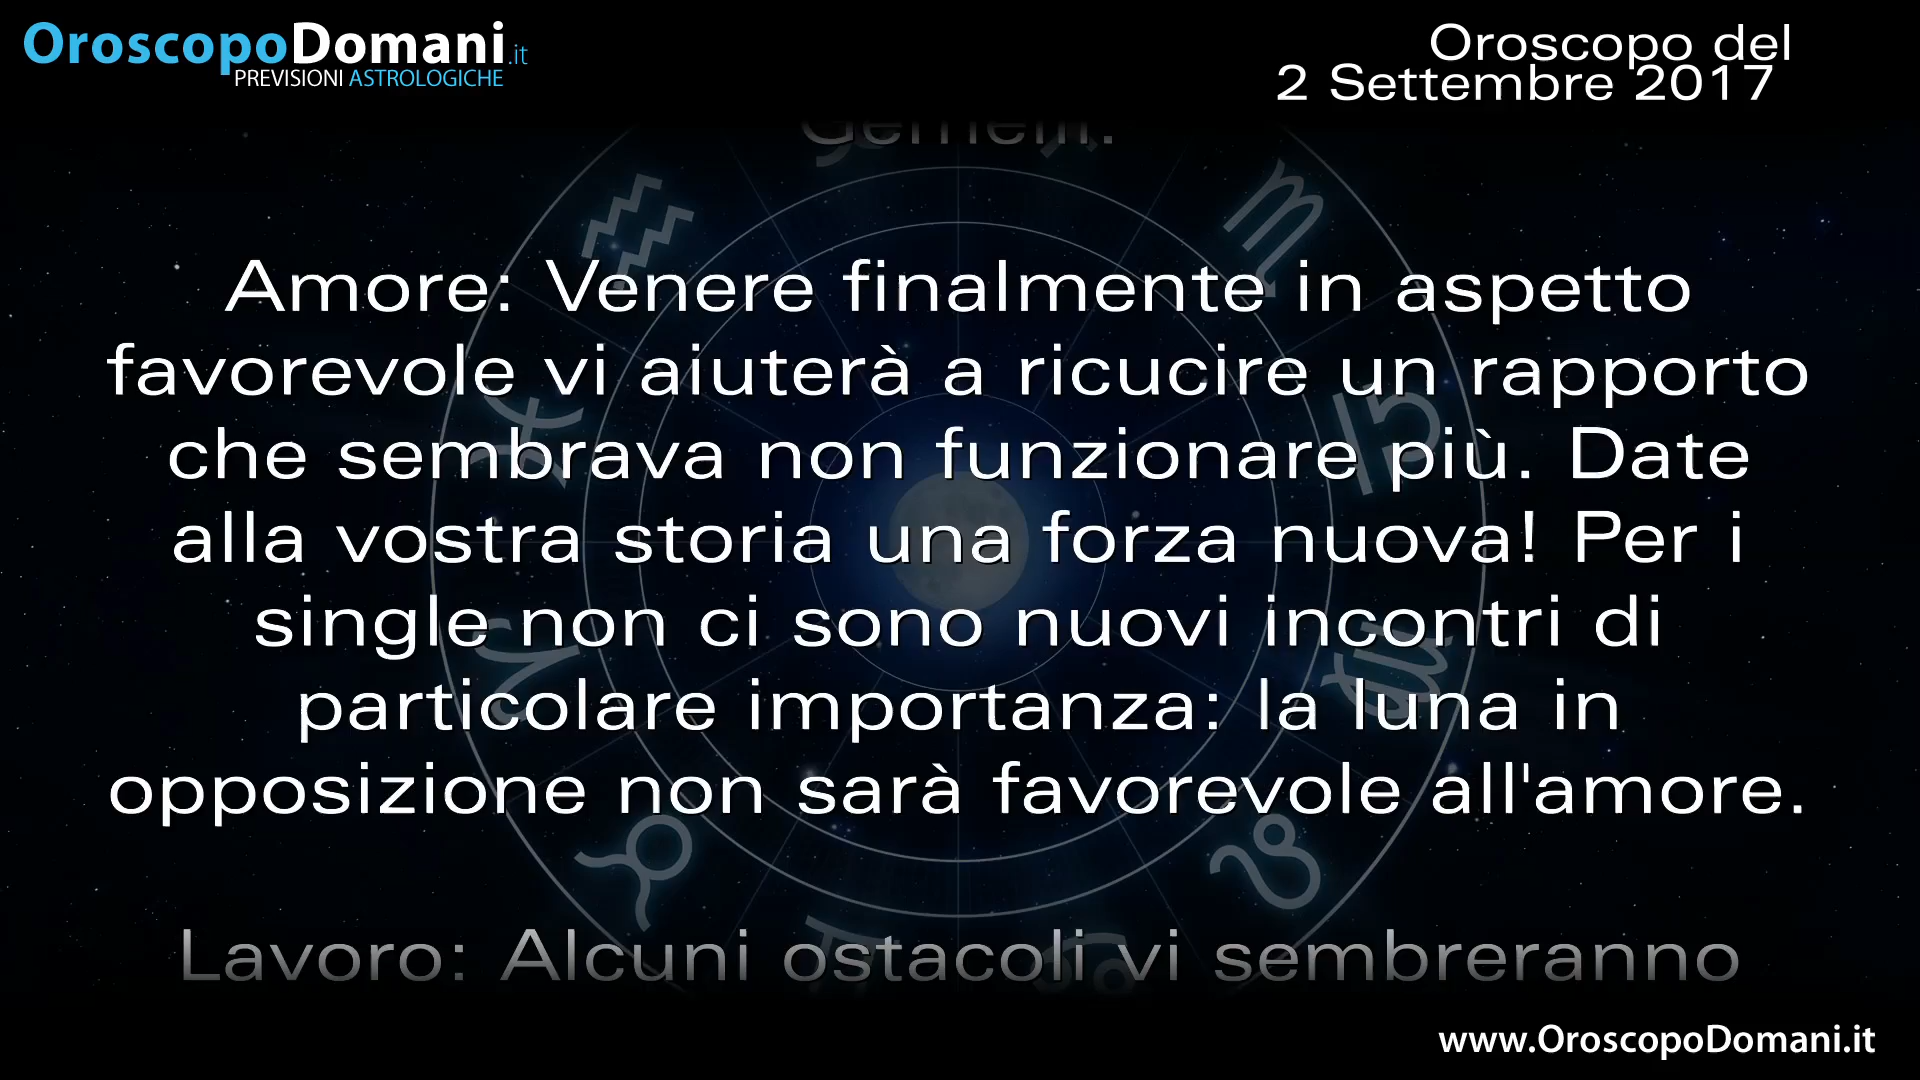 OroscopoDomani.it
PREVISIONI ASTROLOGICHE
Oroscopo del
2 Settembre 2017
Gemelli:
Amore: Venere finalmente in aspetto
favorevole vi aiuterà a ricucire un rapporto
che sembrava non funzionare più. Date
alla vostra storia una forza nuova! Per i
single non ci sono nuovi incontri di
particolare importanza: la luna in
opposizione non sarà favorevole all'amore.
Lavoro: Alcuni ostacoli vi sembreranno
www.OroscopoDomani.it